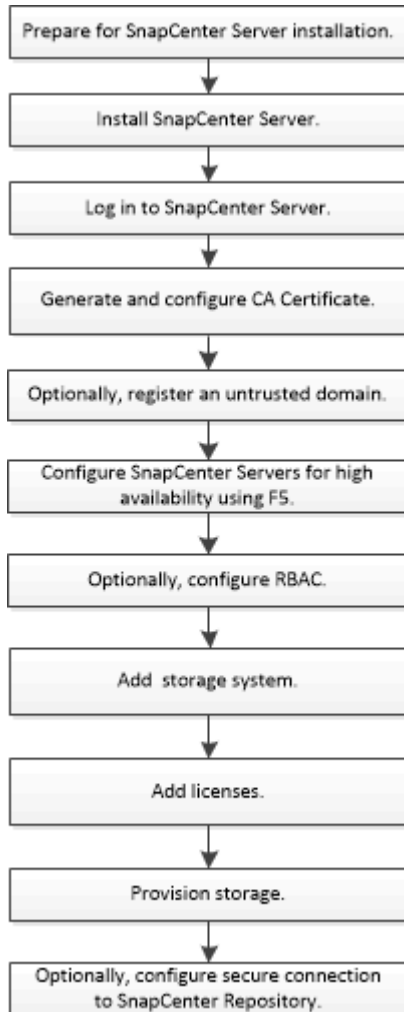 Prepare for SnapCenter Server installation.
Install SnapCenter Server.
Log in to SnapCenter Server.
Generate and configure CA Certificate.
Optionally, register an untrusted domain.
Configure SnapCenter Servers for high
availability using F5.
Optionally, configure RBAC.
Add storage system.
Add licenses.
Provision storage.
Optionally, configure secure connection
to SnapCenter Repository.